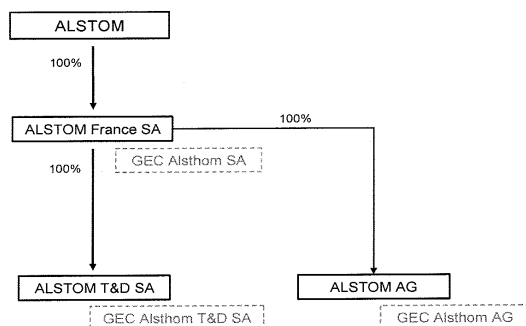 ALSTOM
100%
ALSTOM France SA
100%
GEC Alsthom SA
100%
ALSTOM T&D SA
ALSTOM AG
GEC Alsthom T&D SA
GEC Alsthom AG